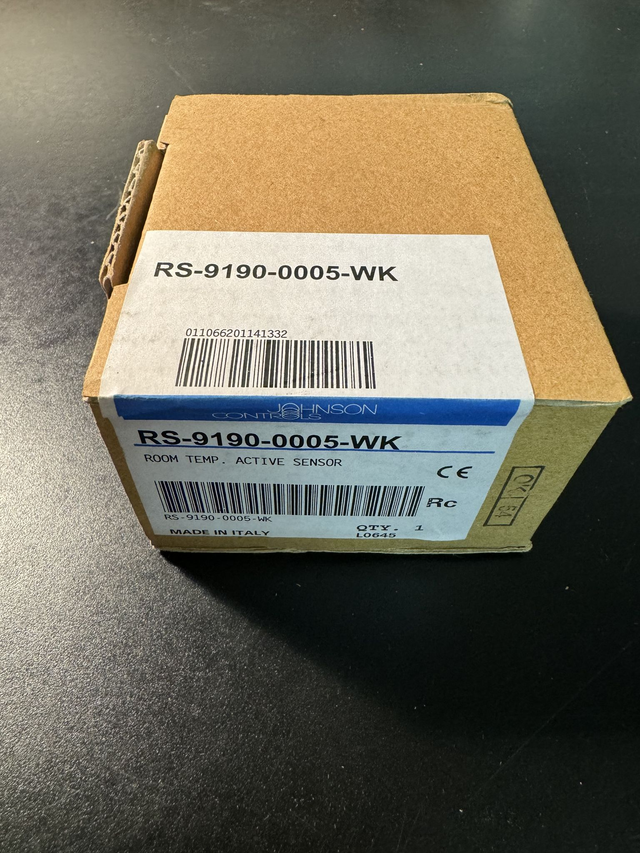 RS-9190-0005-WK
011066201141332
JOHNSON
CONTROLS
RS-9190-0005-WK
ROOM TEMP. ACTIVE SENSOR
CE
Rc
RS-9190-0005-WK
QTY. 1
MADE IN ITALY
L0645
OK